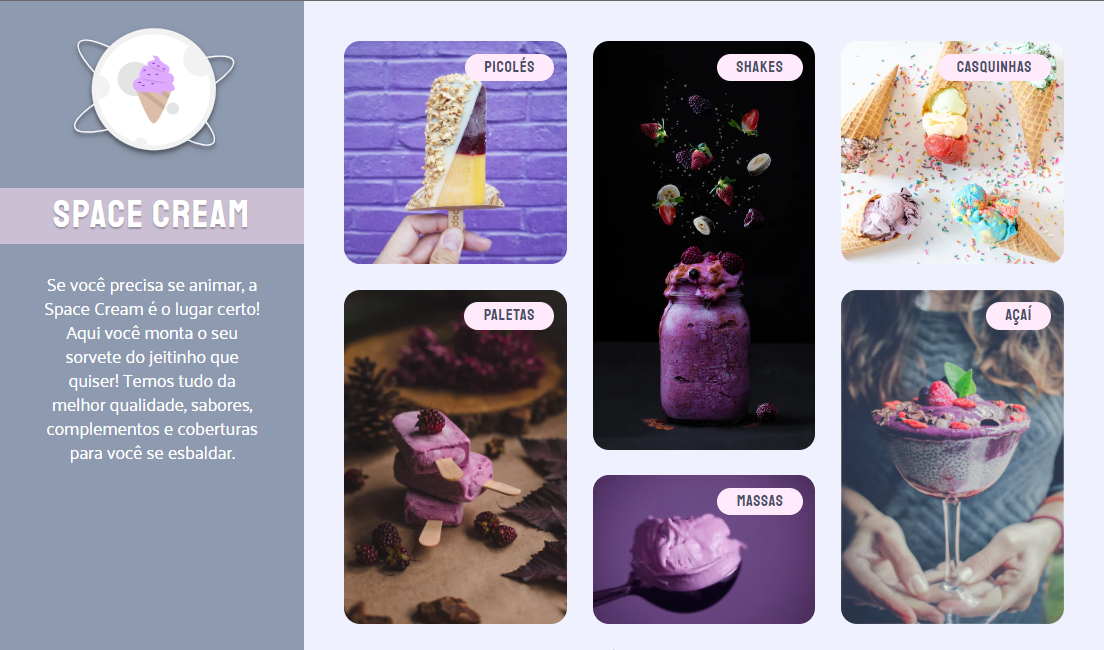 SPACE CREAM
Se você precisa se animar, a
Space Cream é o lugar certo!
Aqui você monta o seu
sorvete do jeitinho que
quiser! Temos tudo da
melhor qualidade, sabores,
complementos e coberturas
para você se esbaldar.
PICOLÉS
SHAKES
CASQUINHAS
PALETAS
AÇAÍ
MASSAS